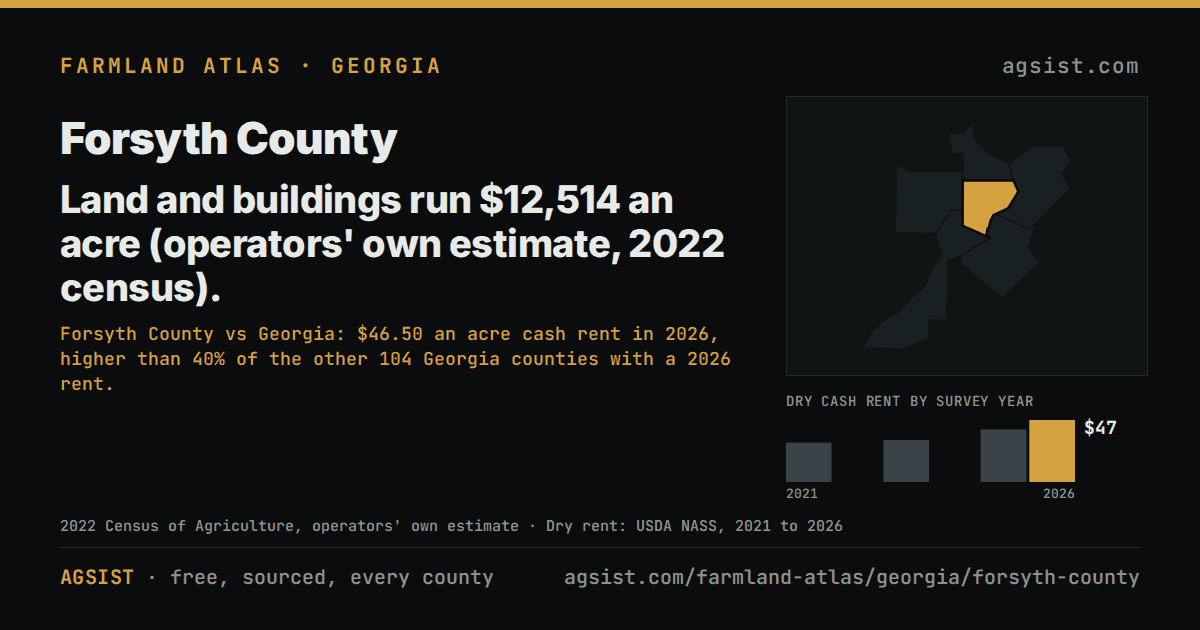 FARMLAND ATLAS · GEORGIA
agsist.com
Forsyth County
Land and buildings run $12,514 an
acre (operators' own estimate, 2022
census).
Forsyth County vs Georgia: $46.50 an acre cash rent in 2026,
higher than 40% of the other 104 Georgia counties with a 2026
rent.
DRY CASH RENT BY SURVEY YEAR
$47
2021
2026
2022 Census of Agriculture, operators' own estimate · Dry rent: USDA NASS, 2021 to 2026
AGSIST · free, sourced, every county
agsist.com/farmland-atlas/georgia/forsyth-county